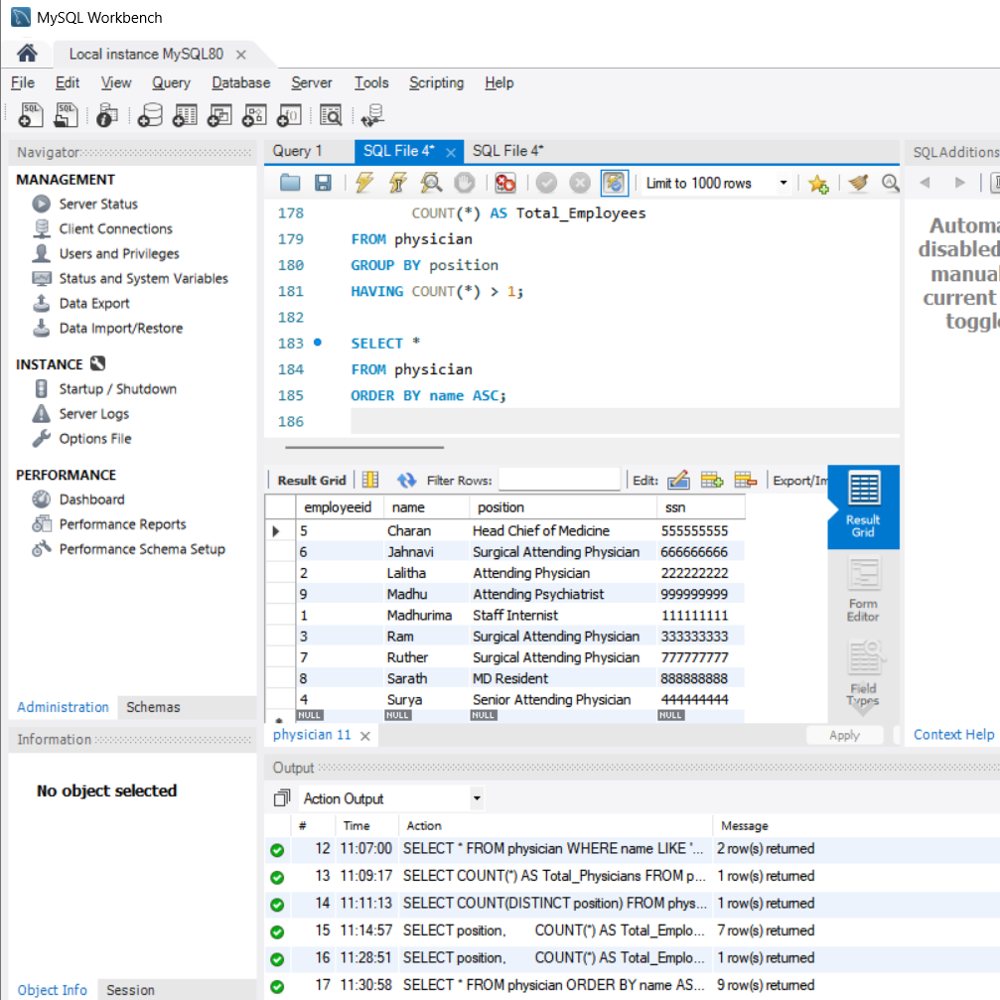 MySQL Workbench
Local instance MySQL80
File Edit View Query Database Server Tools Scripting Help
Navigator
MANAGEMENT
Server Status
Client Connections
Users and Privileges
Status and System Variables
Data Export
Data Import/Restore
INSTANCE
Startup / Shutdown
Server Logs
Options File
PERFORMANCE
Dashboard
Performance Reports
Performance Schema Setup
Administration Schemas
Information
No object selected
Object Info Session
Query 1 SQL File 4* SQL File 4*
Limit to 1000 rows
178 COUNT(*) AS Total_Employees
179 FROM physician
180 GROUP BY position
181 HAVING COUNT(*) > 1;
182
183 SELECT *
184 FROM physician
185 ORDER BY name ASC;
186
Result Grid Filter Rows: Edit: Export/Im
employeeid name position ssn
5 Charan Head Chief of Medicine 555555555
6 Jahnavi Surgical Attending Physician 666666666
2 Lalitha Attending Physician 222222222
9 Madhu Attending Psychiatrist 999999999
1 Madhurima Staff Internist 111111111
3 Ram Surgical Attending Physician 333333333
7 Ruther Surgical Attending Physician 777777777
8 Sarath MD Resident 888888888
4 Surya Senior Attending Physician 444444444
NULL NULL NULL NULL
Result
Grid
Form
Editor
Field
Types
physician 11 Apply
SQLAdditions
Automa
disabled
manual
current
toggle
Context Help
Output
Action Output
# Time Action Message
12 11:07:00 SELECT * FROM physician WHERE name LIKE '... 2 row(s) returned
13 11:09:17 SELECT COUNT(*) AS Total_Physicians FROM p... 1 row(s) returned
14 11:11:13 SELECT COUNT(DISTINCT position) FROM phys... 1 row(s) returned
15 11:14:57 SELECT position, COUNT(*) AS Total_Emplo... 7 row(s) returned
16 11:28:51 SELECT position, COUNT(*) AS Total_Emplo... 1 row(s) returned
17 11:30:58 SELECT * FROM physician ORDER BY name AS... 9 row(s) returned